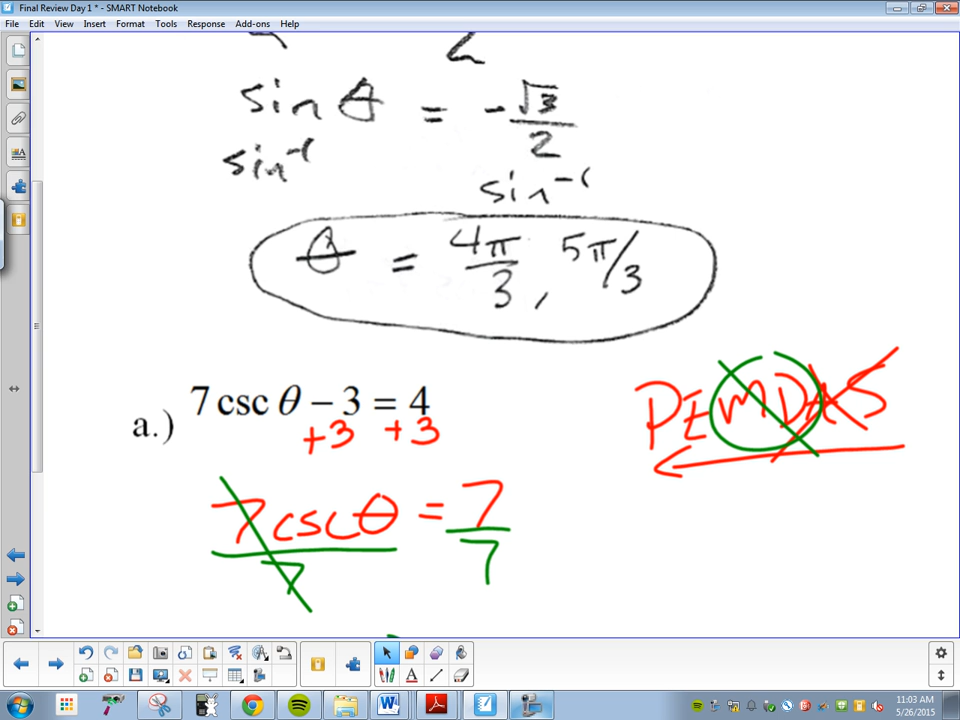 Final Review Day 1 * - SMART Notebook
File Edit View Insert Format Tools Response Add-ons Help
2
sin θ = -√3/2
sin⁻¹
sin⁻¹
θ = 4π/3, 5π/3
a.) 7 csc θ − 3 = 4
+3 +3
PEMDAS
7cscθ = 7
7 7
11:03 AM
5/26/2015